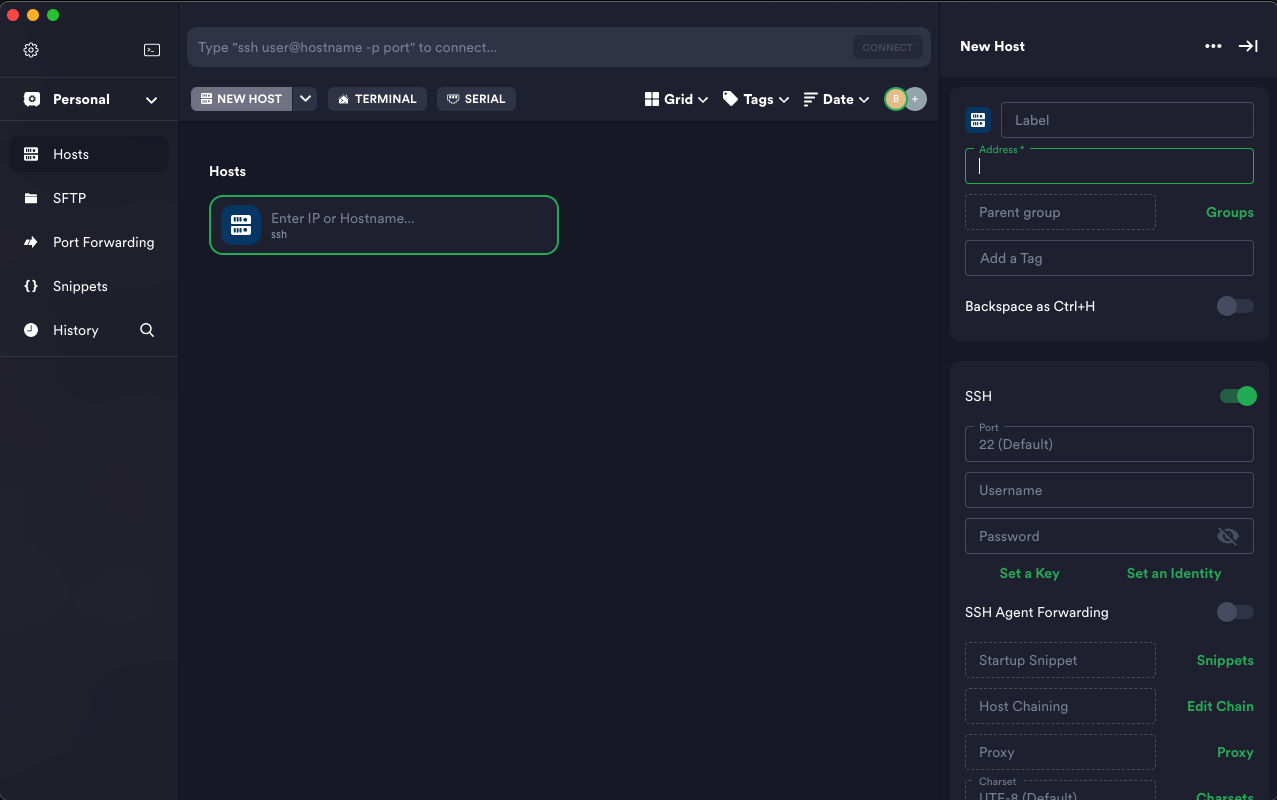 Type "ssh user@hostname -p port" to connect...
CONNECT
New Host
Personal
NEW HOST
TERMINAL
SERIAL
Grid
Tags
Date
B
+
Hosts
SFTP
Port Forwarding
Snippets
History
Hosts
Enter IP or Hostname...
ssh
Label
Address *
Parent group
Groups
Add a Tag
Backspace as Ctrl+H
SSH
Port
22 (Default)
Username
Password
Set a Key
Set an Identity
SSH Agent Forwarding
Startup Snippet
Snippets
Host Chaining
Edit Chain
Proxy
Proxy
Charset
UTF-8 (Default)
Charsets